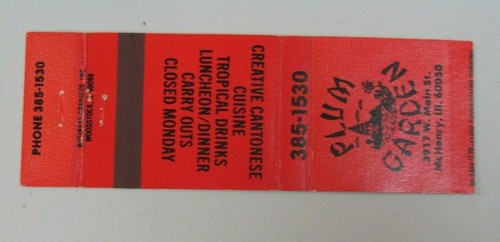 PLUM
GARDEN
3917 W. Main St.
McHenry, Ill. 60050
385-1530
CREATIVE CANTONESE
CUISINE
TROPICAL DRINKS
LUNCHEON/DINNER
CARRY OUTS
CLOSED MONDAY
PHONE 385-1530